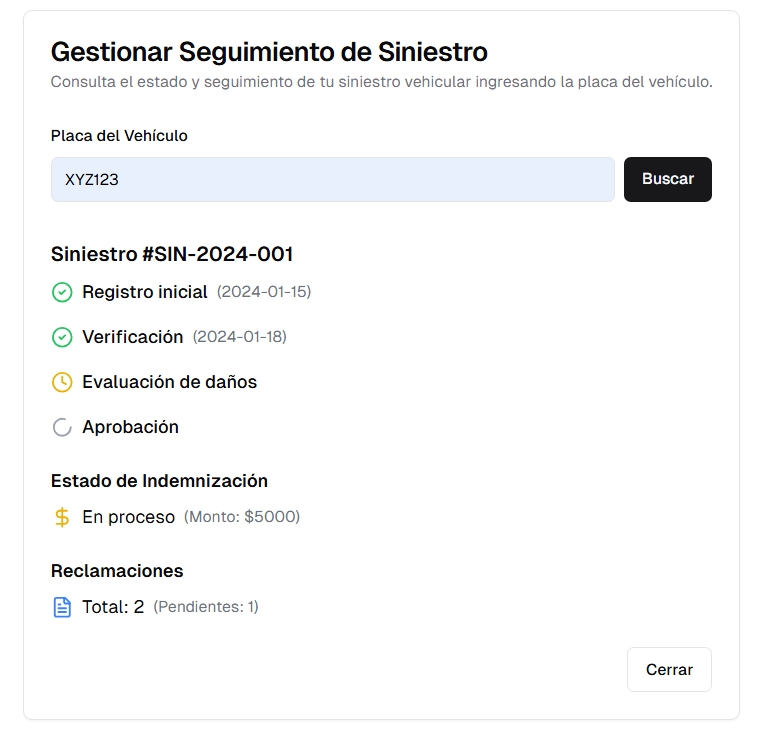 Gestionar Seguimiento de Siniestro
Consulta el estado y seguimiento de tu siniestro vehicular ingresando la placa del vehículo.
Placa del Vehículo
XYZ123
Buscar
Siniestro #SIN-2024-001
Registro inicial (2024-01-15)
Verificación (2024-01-18)
Evaluación de daños
Aprobación
Estado de Indemnización
En proceso (Monto: $5000)
Reclamaciones
Total: 2 (Pendientes: 1)
Cerrar